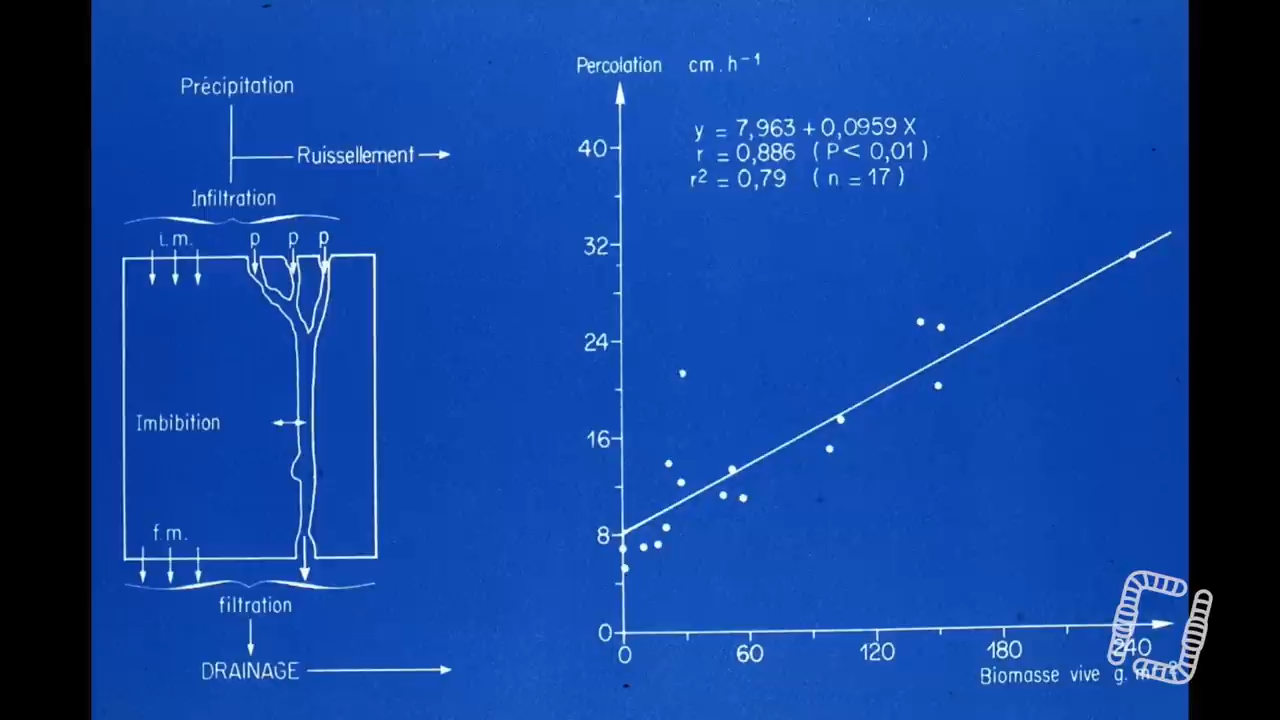 Précipitation
Ruissellement
Infiltration
i.m.
p
p
p
Imbibition
f.m.
filtration
DRAINAGE
Percolation cm.h⁻¹
y = 7,963 + 0,0959 X
r = 0,886 (P < 0,01)
r² = 0,79 (n = 17)
40
32
24
16
8
0
0
60
120
180
240
Biomasse vive g.